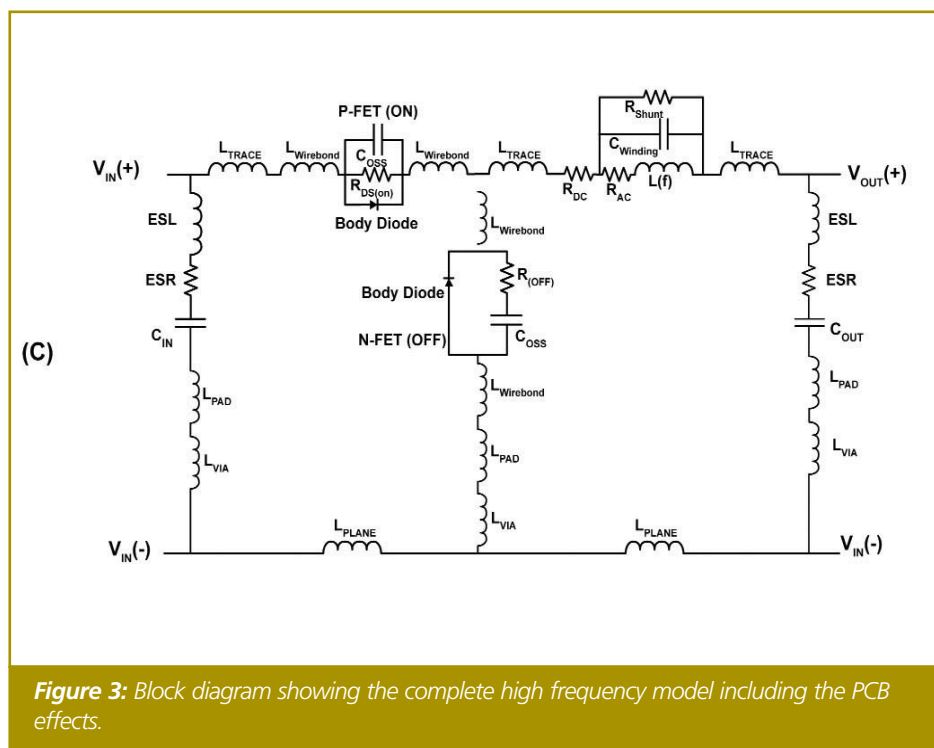 P-FET (ON)
R_Shunt
C_Winding
L_TRACE
L_Wirebond
C_OSS
L_Wirebond
L_TRACE
L_TRACE
V_IN(+)
R_DS(on)
R_DC
R_AC
L(f)
V_OUT(+)
Body Diode
ESL
L_Wirebond
ESL
ESR
Body Diode
R_(OFF)
ESR
C_IN
N-FET (OFF)
C_OSS
C_OUT
(C)
L_Wirebond
L_PAD
L_PAD
L_PAD
L_VIA
L_VIA
L_VIA
L_PLANE
L_PLANE
V_IN(-)
V_IN(-)
Figure 3: Block diagram showing the complete high frequency model including the PCB
effects.